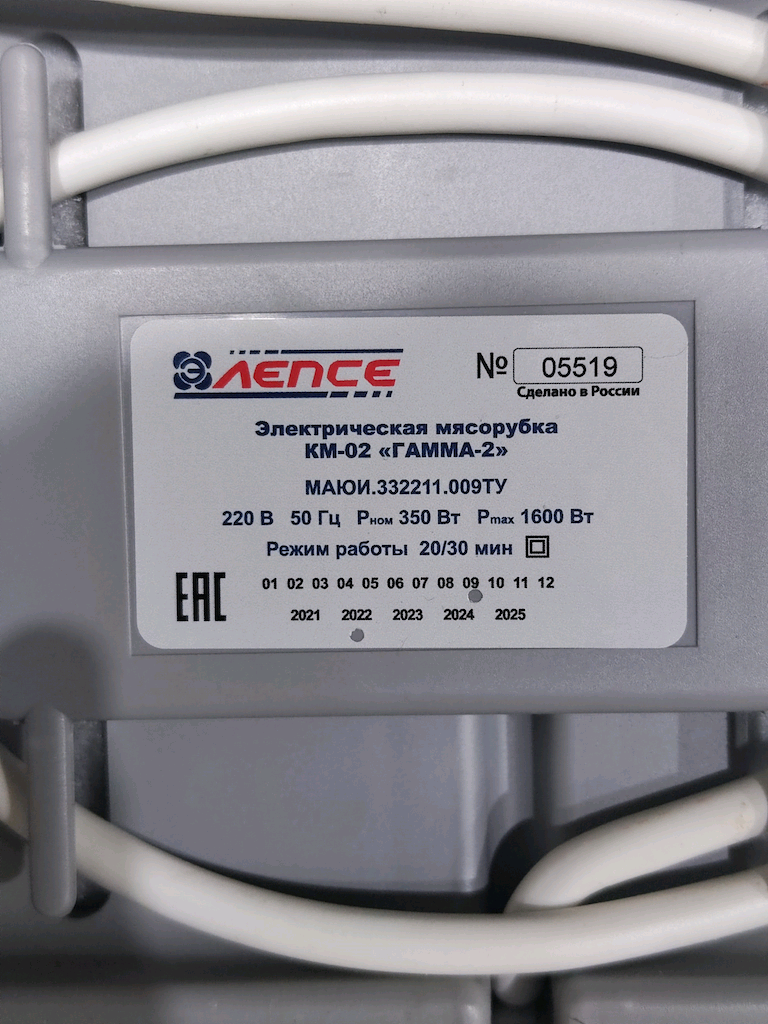 Э ЛЕПСЕ
№ 05519
Сделано в России
Электрическая мясорубка
КМ-02 «ГАММА-2»
МАЮИ.332211.009ТУ
220 В 50 Гц Рном 350 Вт Pmax 1600 Вт
Режим работы 20/30 мин
ЕАС
01 02 03 04 05 06 07 08 09 10 11 12
2021 2022 2023 2024 2025